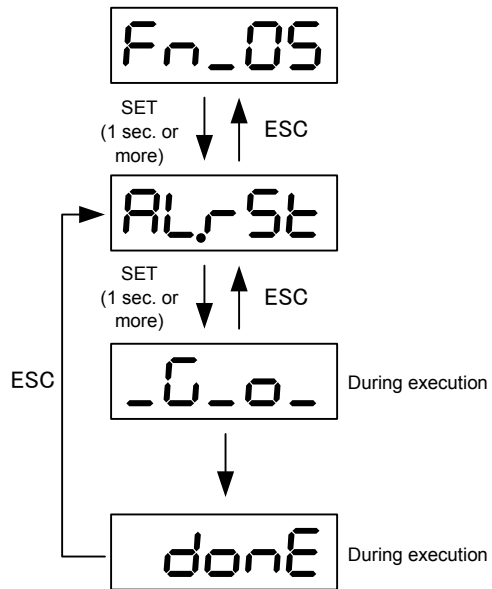 Fn_05
SET
(1 sec. or
more)
ESC
AL.rSt
SET
(1 sec. or
more)
ESC
ESC
_G_o_
During execution
donE
During execution